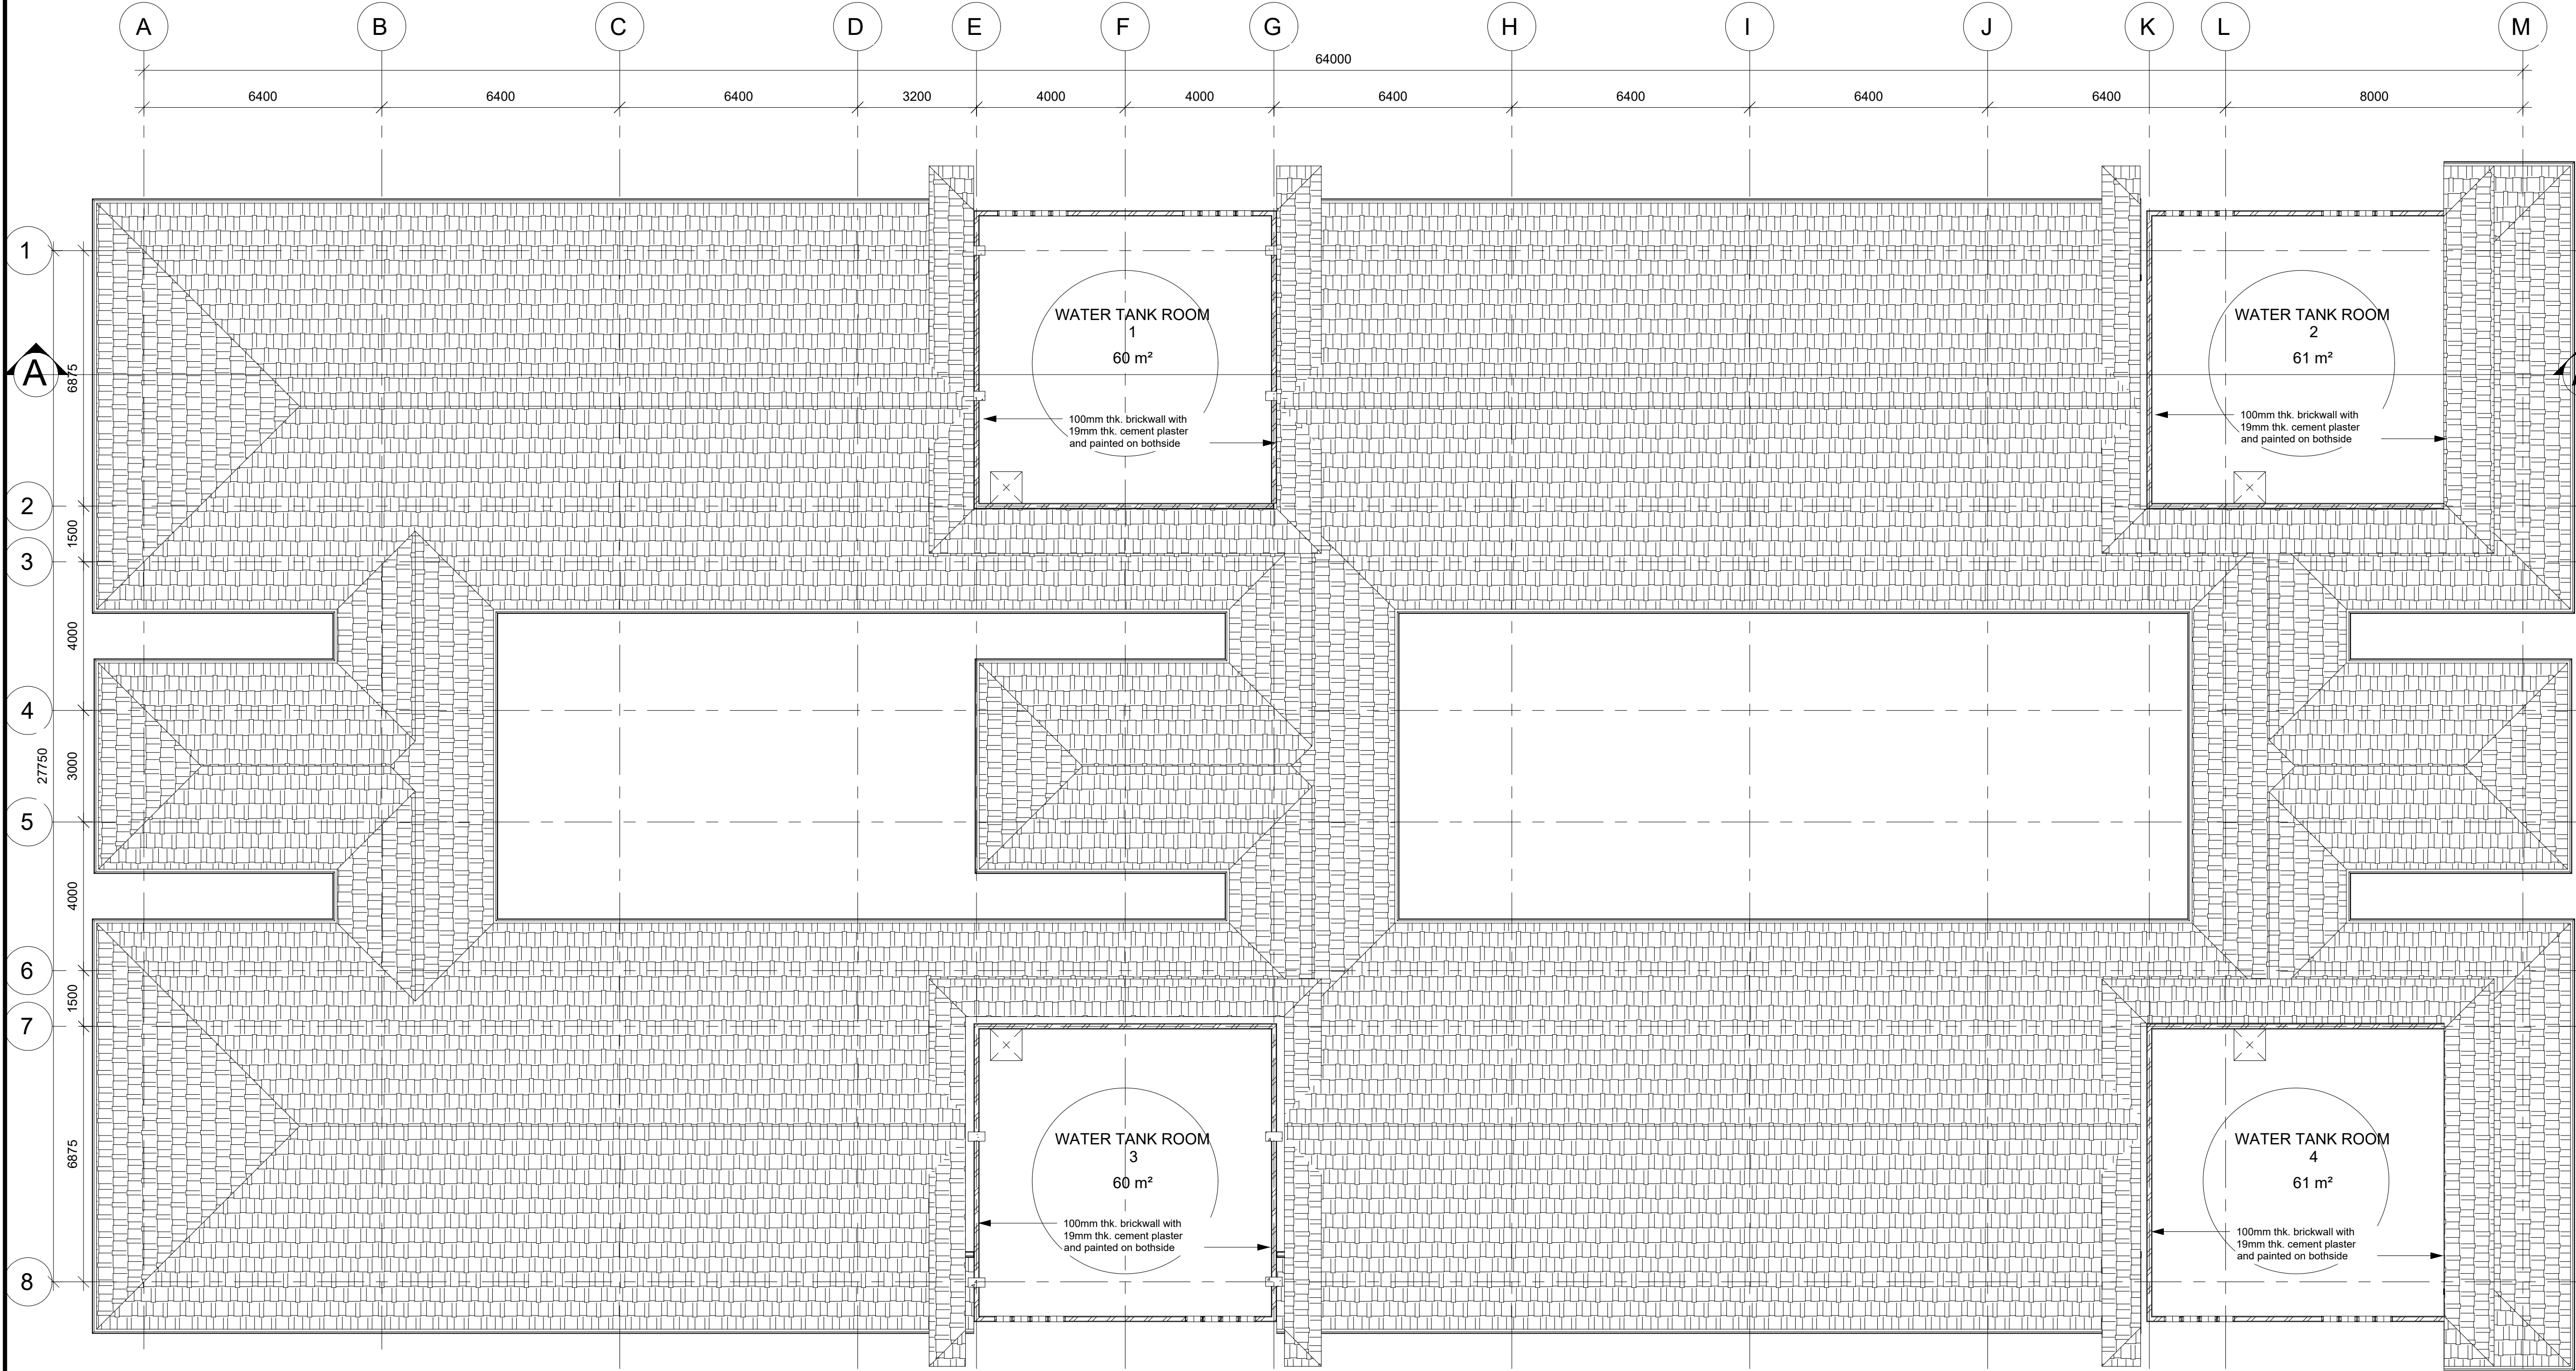 A B C D E F G H I J K L M
64000
6400 6400 6400 3200 4000 4000 6400 6400 6400 6400 8000
1
A
6875
2
1500
3
4000
4
27750
3000
5
4000
6
1500
7
6875
8
WATER TANK ROOM
1
60 m²
100mm thk. brickwall with
19mm thk. cement plaster
and painted on bothside
WATER TANK ROOM
2
61 m²
100mm thk. brickwall with
19mm thk. cement plaster
and painted on bothside
WATER TANK ROOM
3
60 m²
100mm thk. brickwall with
19mm thk. cement plaster
and painted on bothside
WATER TANK ROOM
4
61 m²
100mm thk. brickwall with
19mm thk. cement plaster
and painted on bothside